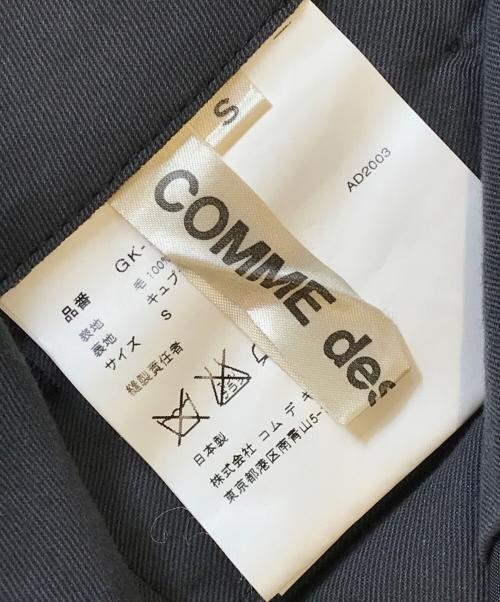 S
COMME des
AD2003
品番 GK-
表地 毛100%
裏地 キュプ
サイズ S
縫製責任者
日本製
株式会社 コム デ ギ
東京都港区南青山5-